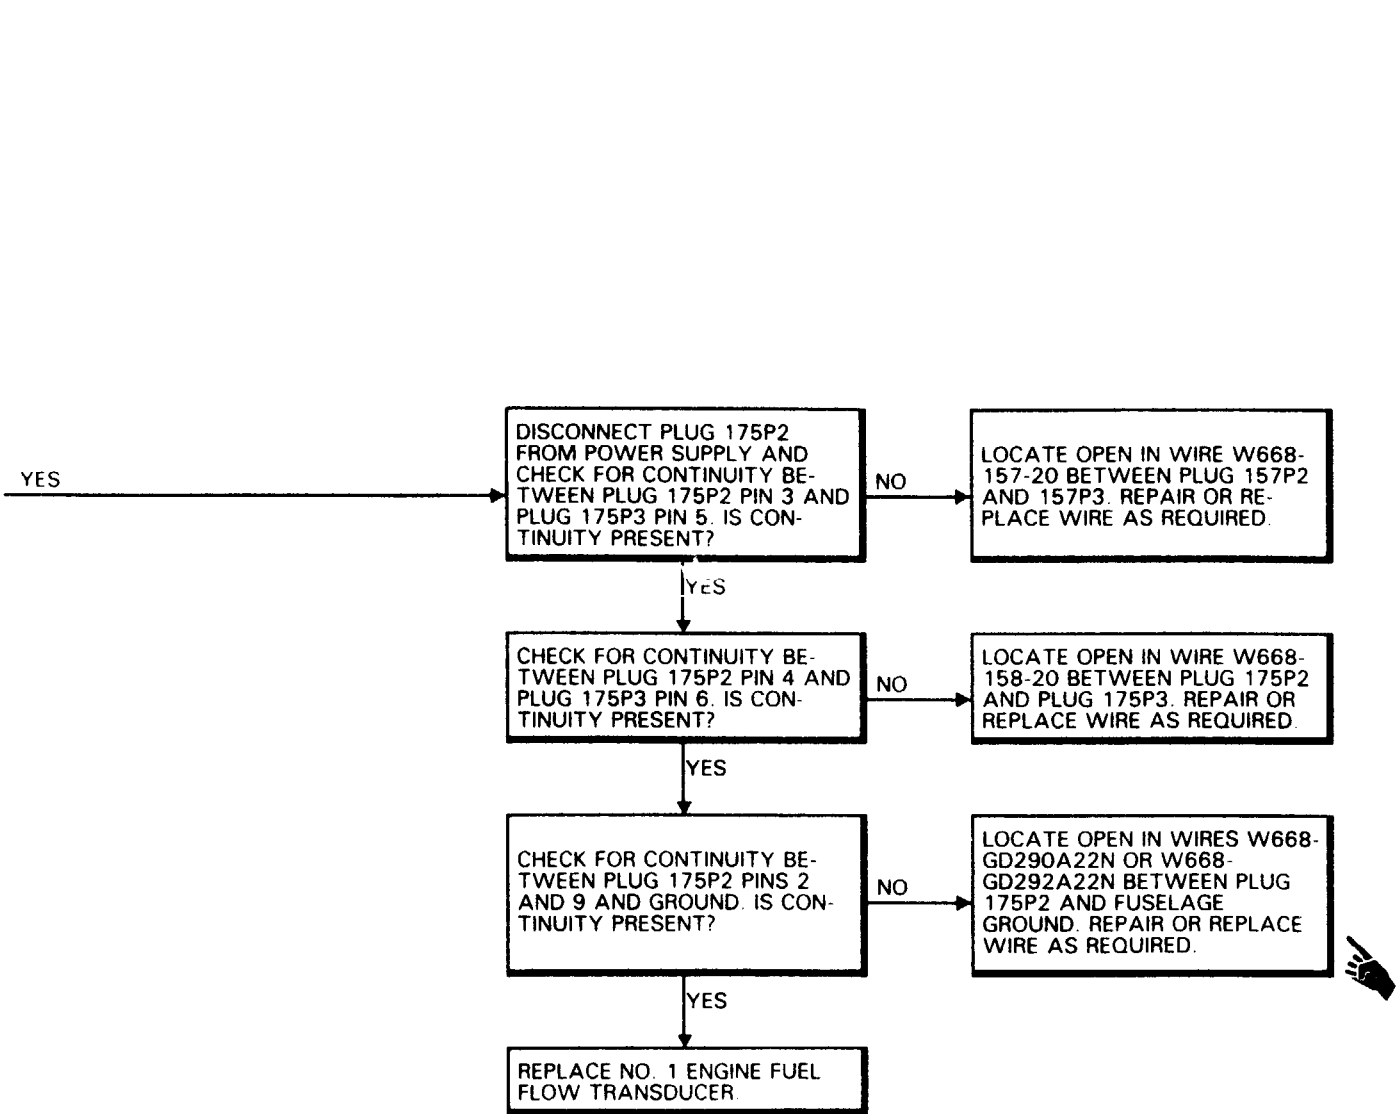 YES
DISCONNECT PLUG 175P2
FROM POWER SUPPLY AND
CHECK FOR CONTINUITY BE-
TWEEN PLUG 175P2 PIN 3 AND
PLUG 175P3 PIN 5. IS CON-
TINUITY PRESENT?
NO
LOCATE OPEN IN WIRE W668-
157-20 BETWEEN PLUG 157P2
AND 157P3. REPAIR OR RE-
PLACE WIRE AS REQUIRED.
YES
CHECK FOR CONTINUITY BE-
TWEEN PLUG 175P2 PIN 4 AND
PLUG 175P3 PIN 6. IS CON-
TINUITY PRESENT?
NO
LOCATE OPEN IN WIRE W668-
158-20 BETWEEN PLUG 175P2
AND PLUG 175P3. REPAIR OR
REPLACE WIRE AS REQUIRED.
YES
CHECK FOR CONTINUITY BE-
TWEEN PLUG 175P2 PINS 2
AND 9 AND GROUND. IS CON-
TINUITY PRESENT?
NO
LOCATE OPEN IN WIRES W668-
GD290A22N OR W668-
GD292A22N BETWEEN PLUG
175P2 AND FUSELAGE
GROUND. REPAIR OR REPLACE
WIRE AS REQUIRED.
YES
REPLACE NO. 1 ENGINE FUEL
FLOW TRANSDUCER.